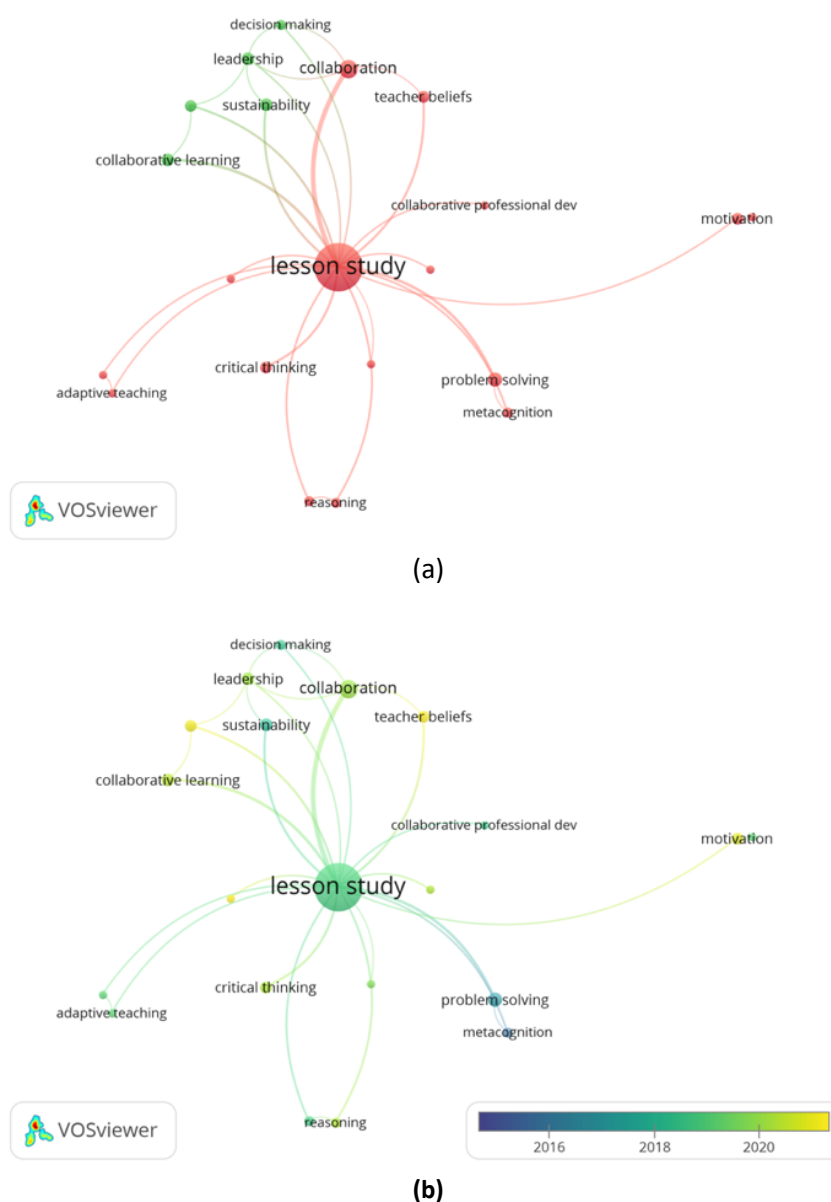 decision making
leadership
collaboration
teacher beliefs
sustainability
collaborative learning
collaborative professional dev
motivation
lesson study
critical thinking
problem solving
adaptive teaching
metacognition
reasoning
VOSviewer
(a)
decision making
leadership
collaboration
teacher beliefs
sustainability
collaborative learning
collaborative professional dev
motivation
lesson study
critical thinking
problem solving
adaptive teaching
metacognition
reasoning
VOSviewer
2016 2018 2020
(b)